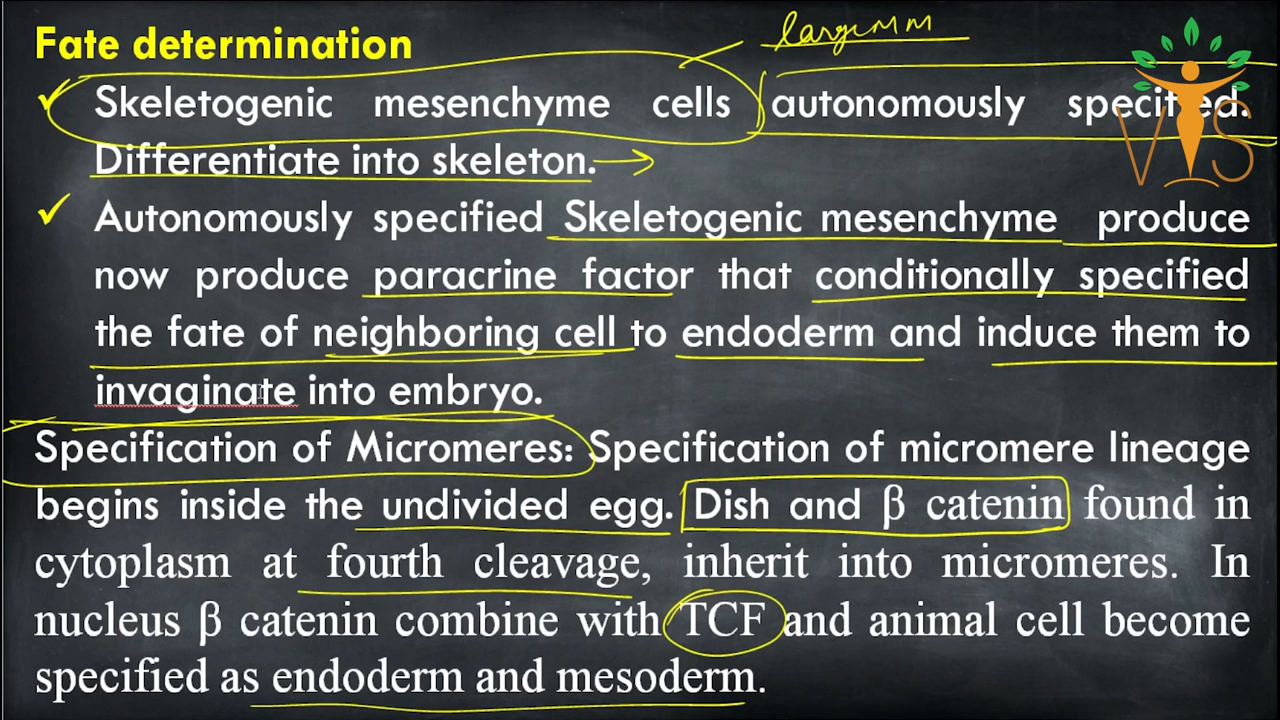 largemm
Fate determination
Skeletogenic mesenchyme cells autonomously specified.
Differentiate into skeleton.
Autonomously specified Skeletogenic mesenchyme produce
now produce paracrine factor that conditionally specified
the fate of neighboring cell to endoderm and induce them to
invaginate into embryo.
Specification of Micromeres: Specification of micromere lineage
begins inside the undivided egg. Dish and β catenin found in
cytoplasm at fourth cleavage, inherit into micromeres. In
nucleus β catenin combine with TCF and animal cell become
specified as endoderm and mesoderm.
VS